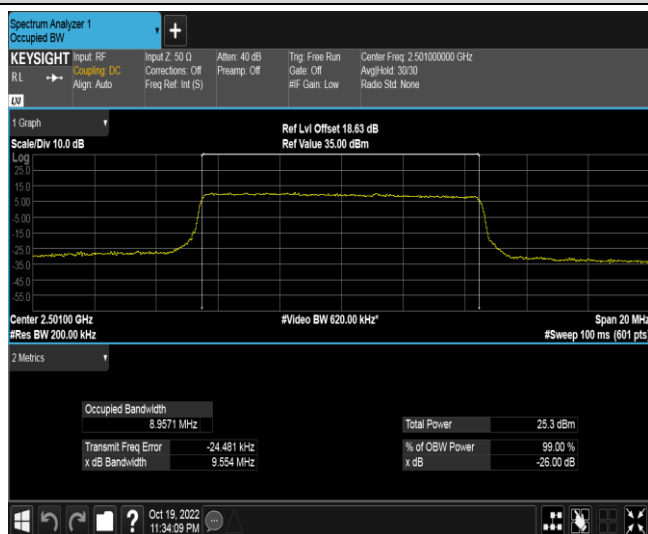 Spectrum Analyzer 1
Occupied BW
+
KEYSIGHT
RL
LXI
Input: RF
Coupling: DC
Align: Auto
Input Z: 50 Ω
Corrections: Off
Freq Ref: Int (S)
Atten: 40 dB
Preamp: Off
Trig: Free Run
Gate: Off
#IF Gain: Low
Center Freq: 2.501000000 GHz
Avg|Hold: 30/30
Radio Std: None
1 Graph
Scale/Div 10.0 dB
Ref Lvl Offset 18.63 dB
Ref Value 35.00 dBm
Log
25.0
15.0
5.00
-5.00
-15.0
-25.0
-35.0
-45.0
-55.0
Center 2.50100 GHz
#Res BW 200.00 kHz
#Video BW 620.00 kHz*
Span 20 MHz
#Sweep 100 ms (601 pts)
2 Metrics
Occupied Bandwidth
8.9571 MHz
Transmit Freq Error -24.481 kHz
x dB Bandwidth 9.554 MHz
Total Power 25.3 dBm
% of OBW Power 99.00 %
x dB -26.00 dB
?
Oct 19, 2022
11:34:09 PM